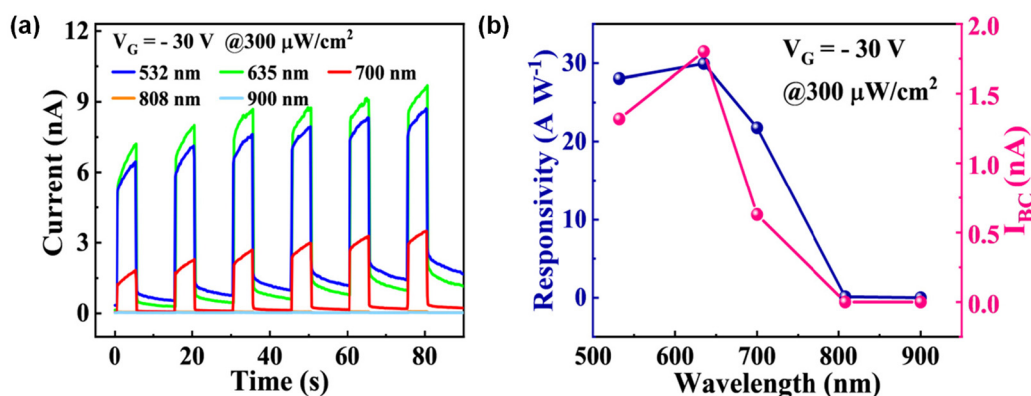 (a)
V_G = - 30 V @300 μW/cm²
532 nm 635 nm 700 nm
808 nm 900 nm
Current (nA)
12
9
6
3
0
0 20 40 60 80
Time (s)
(b)
V_G = - 30 V
@300 μW/cm²
Responsivity (A W⁻¹)
30
20
10
0
500 600 700 800 900
Wavelength (nm)
2.0
1.5
1.0
0.5
0.0
I_BC (nA)